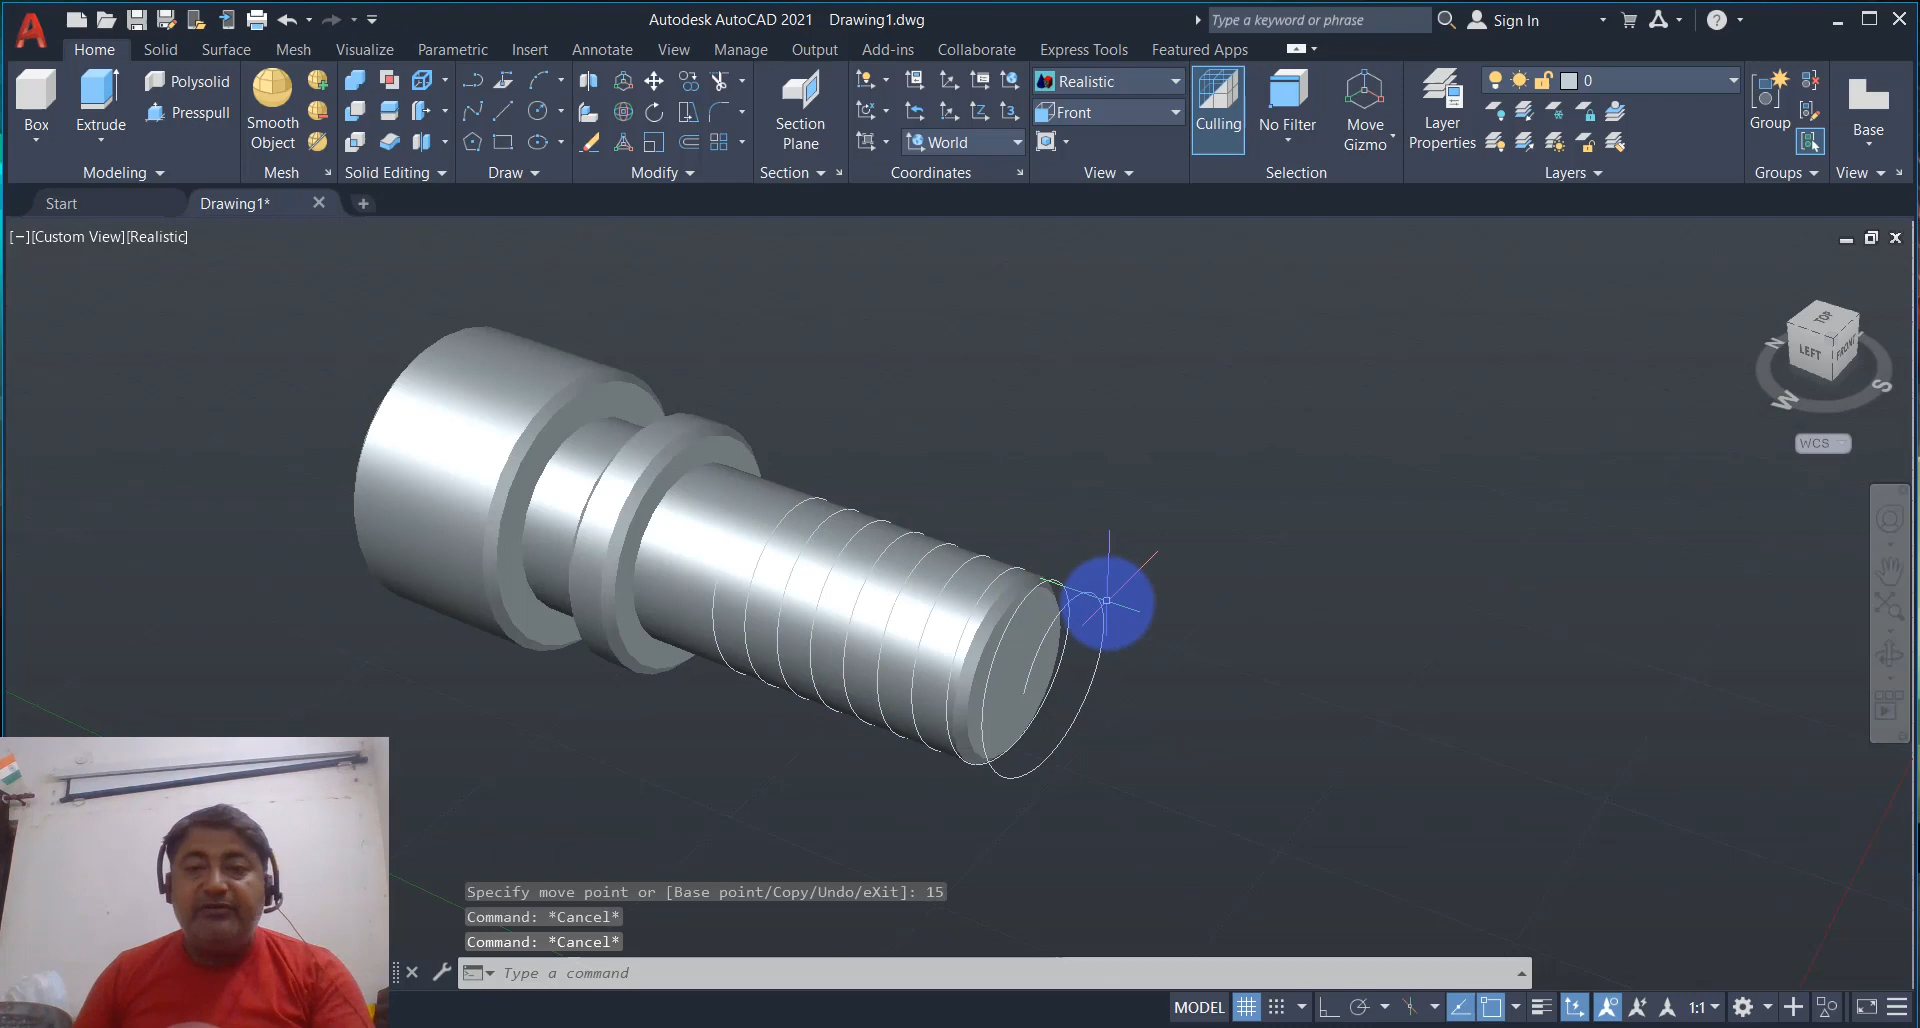 Autodesk AutoCAD 2021 Drawing1.dwg
Type a keyword or phrase
Sign In
Home Solid Surface Mesh Visualize Parametric Insert Annotate View Manage Output Add-ins Collaborate Express Tools Featured Apps
Box
Extrude
Polysolid
Presspull
Modeling
Smooth
Object
Mesh
Solid Editing
Draw
Modify
Section
Plane
Section
World
Coordinates
Realistic
Front
View
Culling
No Filter
Move
Gizmo
Selection
Layer
Properties
0
Layers
Group
Groups
Base
View
Start
Drawing1*
[−][Custom View][Realistic]
TOP
LEFT
FRONT
N
S
W
WCS
Specify move point or [Base point/Copy/Undo/eXit]: 15
Command: *Cancel*
Command: *Cancel*
Type a command
MODEL
1:1